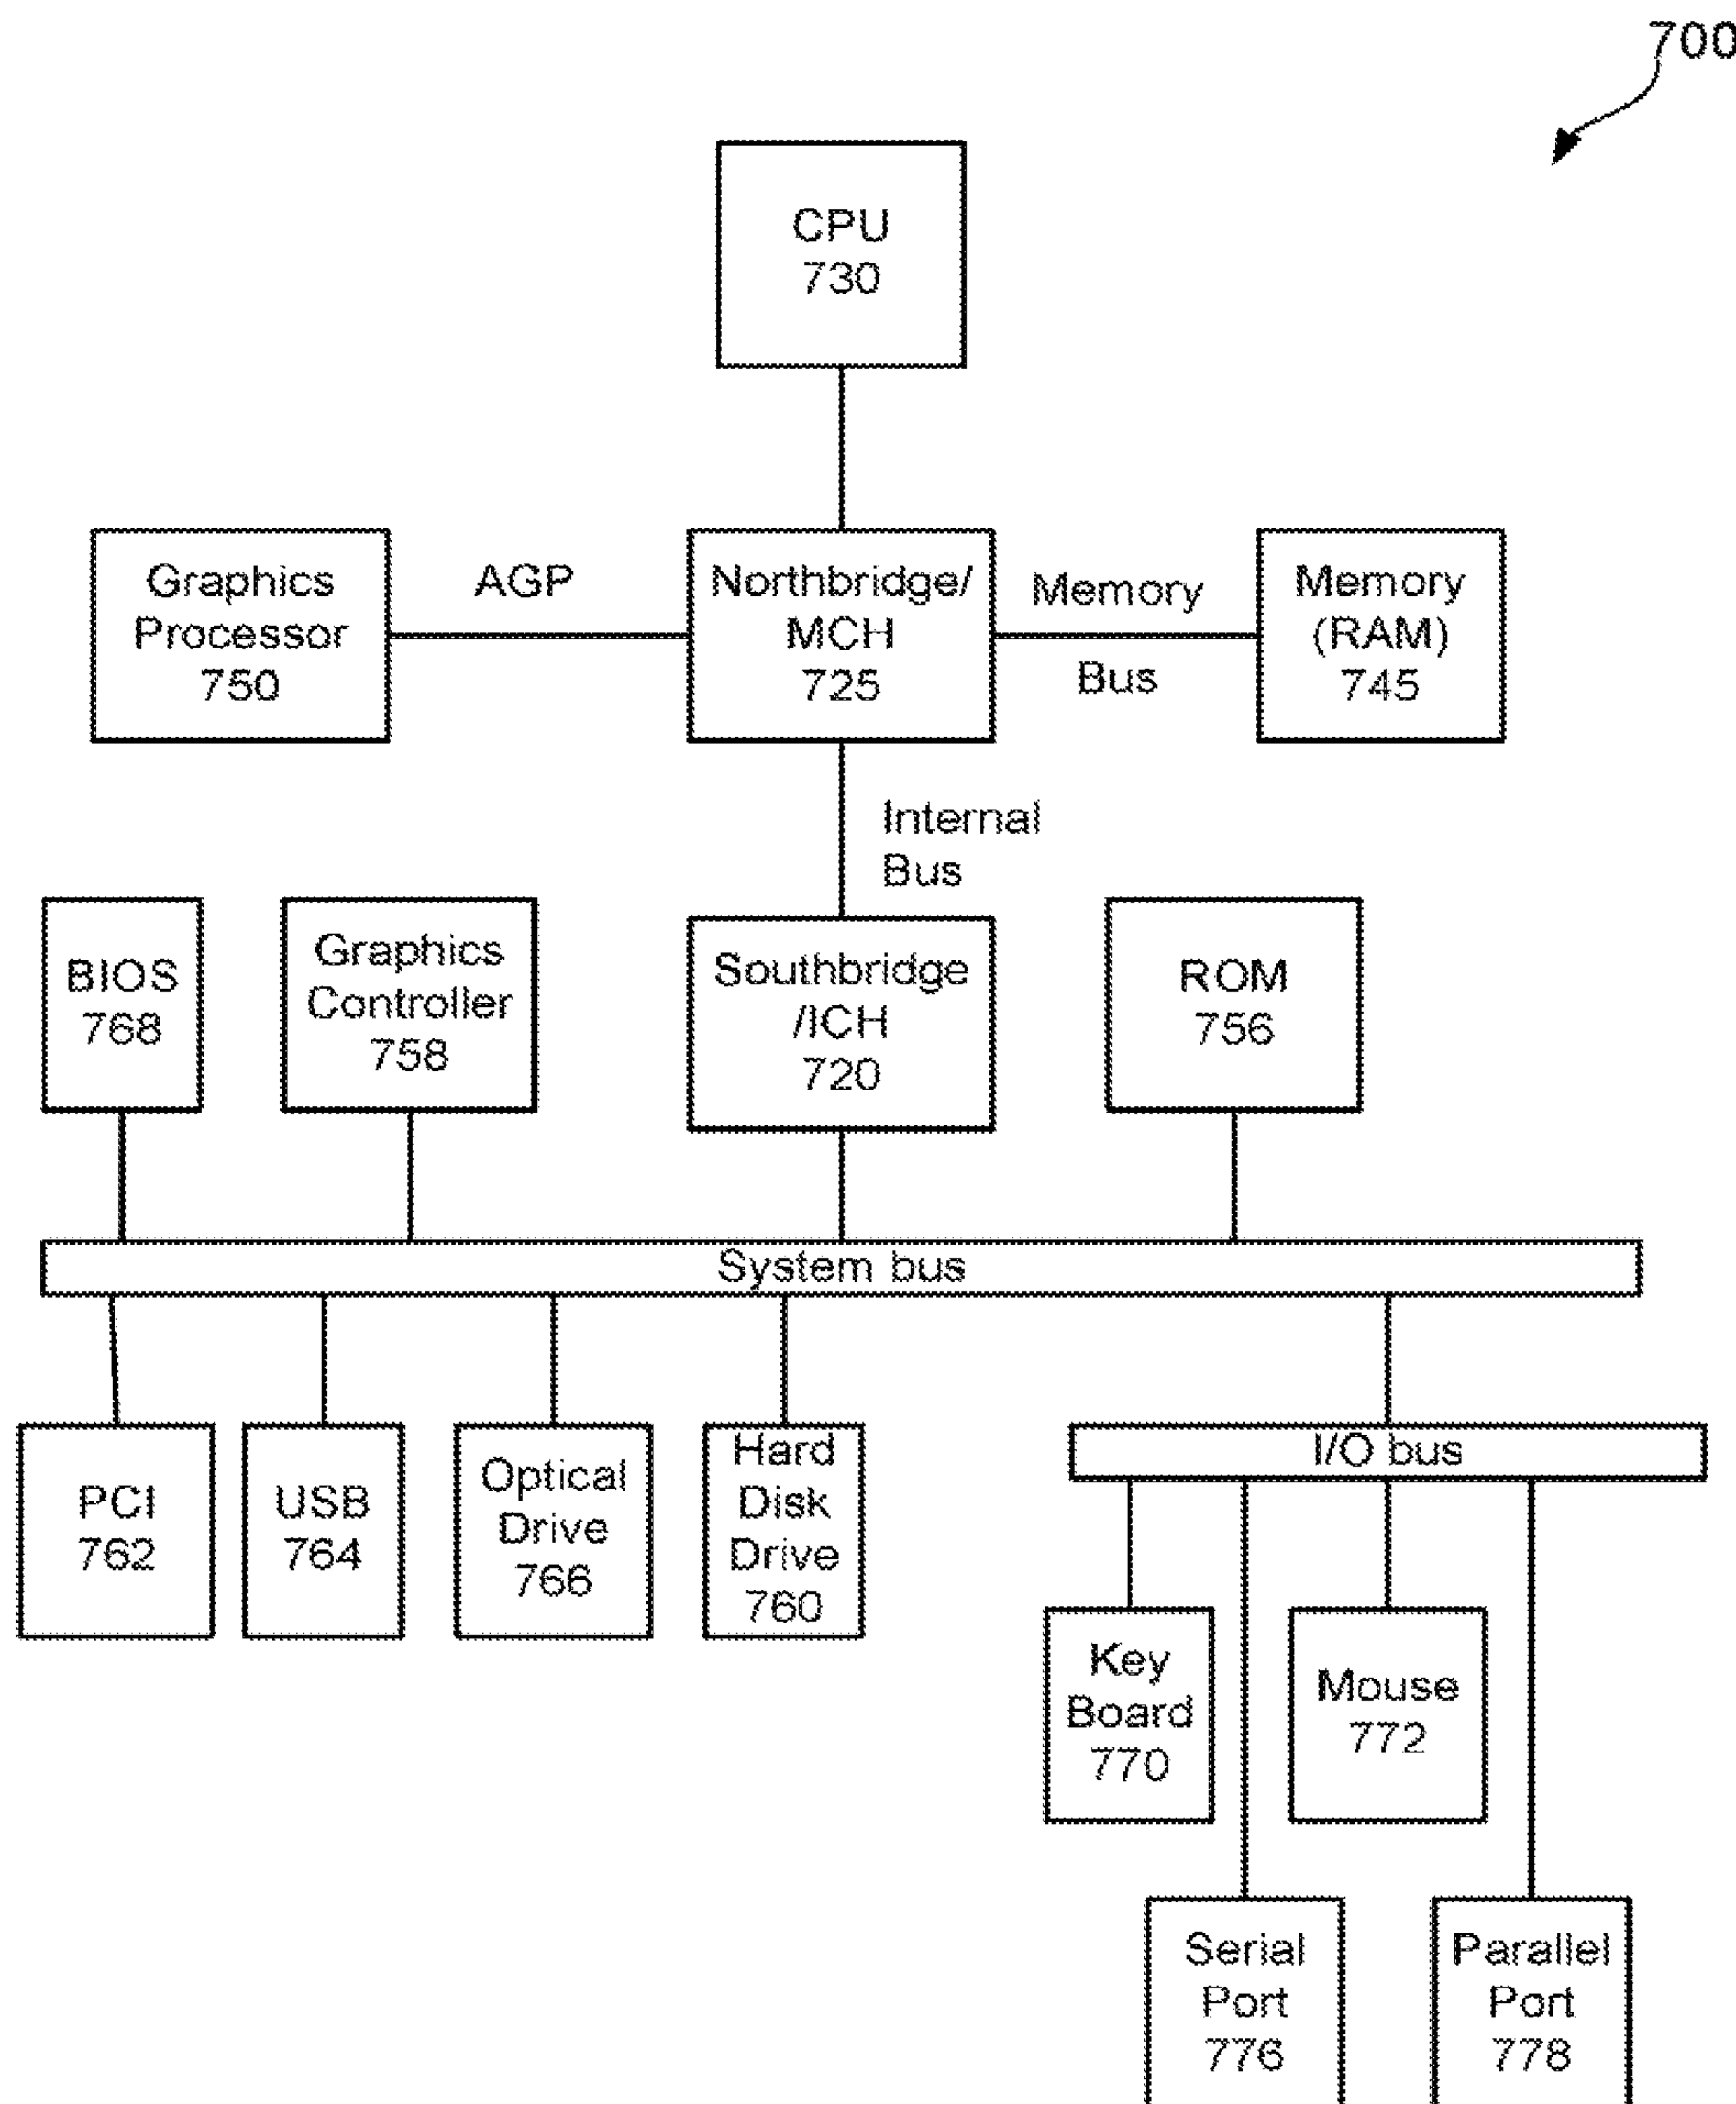 700
CPU
730
Graphics
Processor
750
AGP
Northbridge/
MCH
725
Memory
Bus
Memory
(RAM)
745
Internal
Bus
BIOS
768
Graphics
Controller
758
Southbridge
/ICH
720
ROM
756
System bus
PCI
762
USB
764
Optical
Drive
766
Hard
Disk
Drive
760
I/O bus
Key
Board
770
Mouse
772
Serial
Port
776
Parallel
Port
778